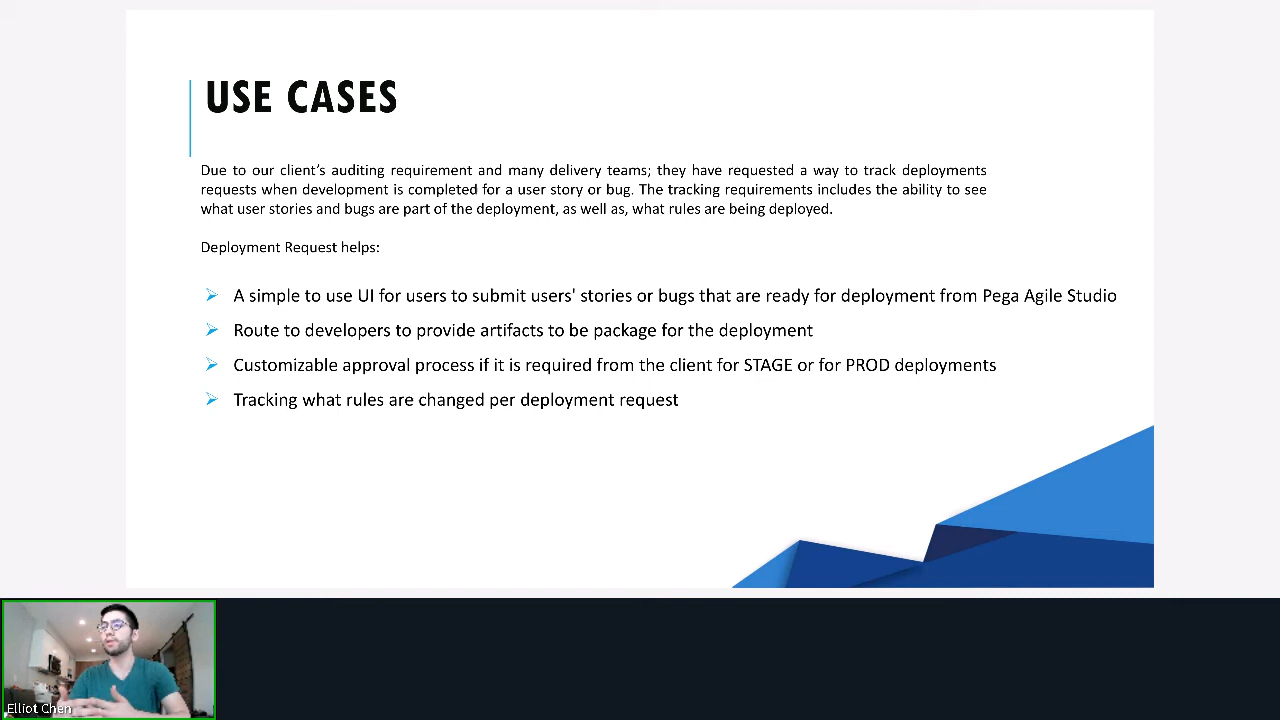 USE CASES
Due to our client's auditing requirement and many delivery teams; they have requested a way to track deployments
requests when development is completed for a user story or bug. The tracking requirements includes the ability to see
what user stories and bugs are part of the deployment, as well as, what rules are being deployed.
Deployment Request helps:
A simple to use UI for users to submit users' stories or bugs that are ready for deployment from Pega Agile Studio
Route to developers to provide artifacts to be package for the deployment
Customizable approval process if it is required from the client for STAGE or for PROD deployments
Tracking what rules are changed per deployment request
Elliot Chen